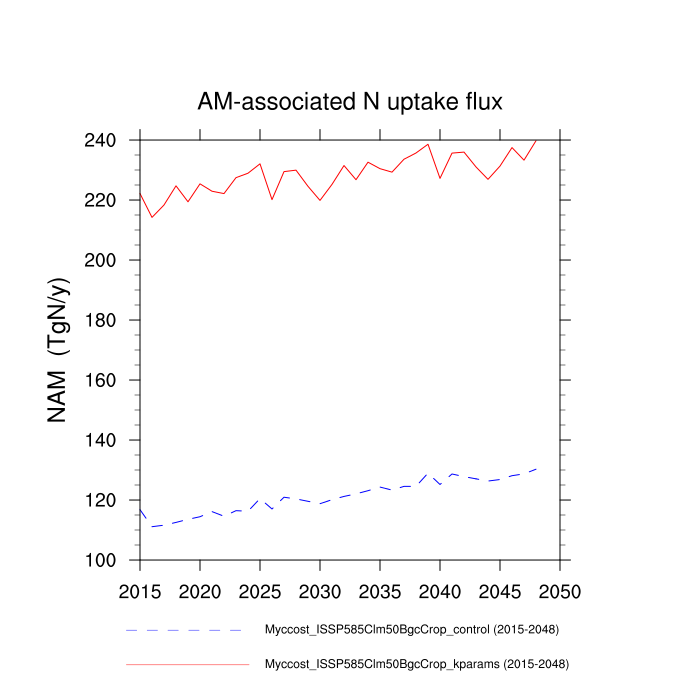 AM-associated N uptake flux
240
220
200
180
160
140
120
100
NAM (TgN/y)
2015 2020 2025 2030 2035 2040 2045 2050
Myccost_ISSP585Clm50BgcCrop_control (2015-2048)
Myccost_ISSP585Clm50BgcCrop_kparams (2015-2048)